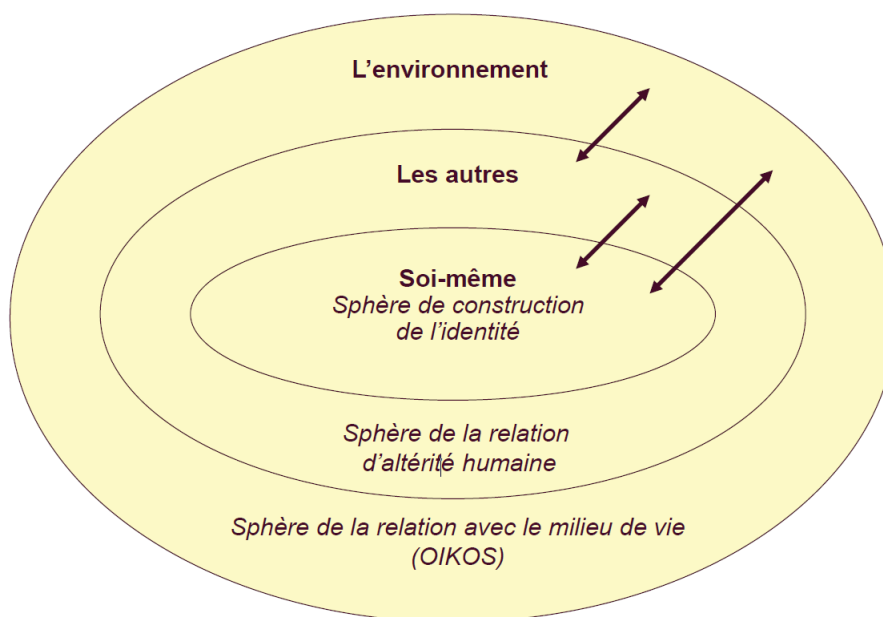 L'environnement
Les autres
Soi-même
Sphère de construction
de l'identité
Sphère de la relation
d'altérité humaine
Sphère de la relation avec le milieu de vie
(OIKOS)